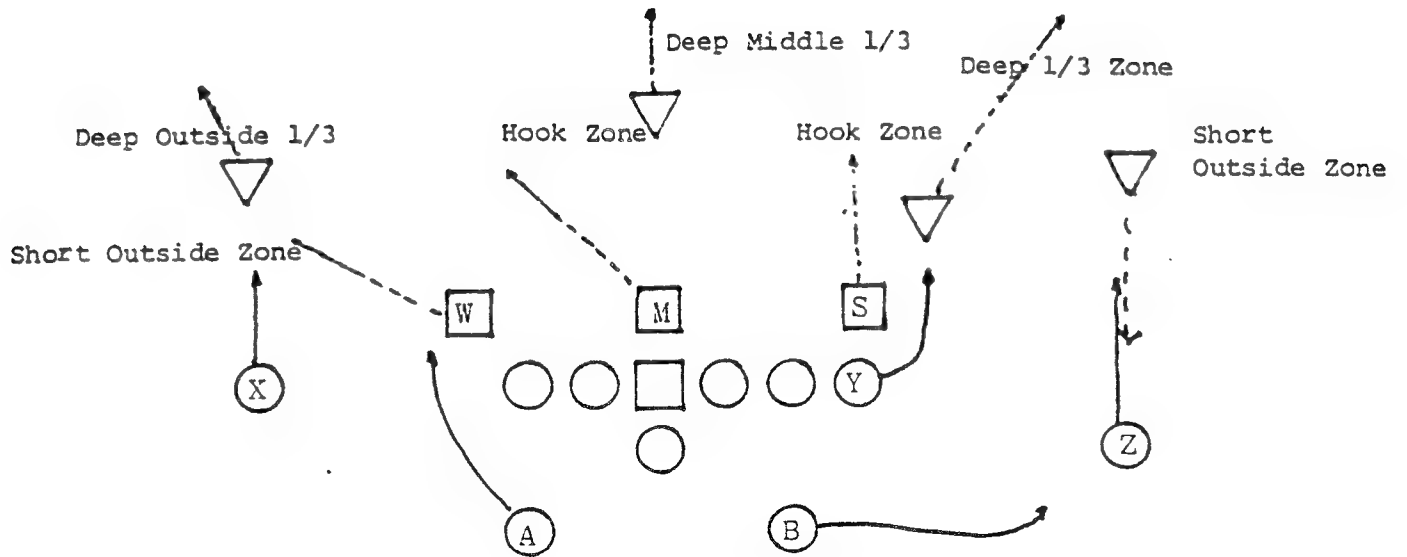 Deep Middle 1/3
Deep 1/3 Zone
Deep Outside 1/3
Hook Zone
Hook Zone
Short
Outside Zone
Short Outside Zone
W
M
S
X
Y
Z
A
B